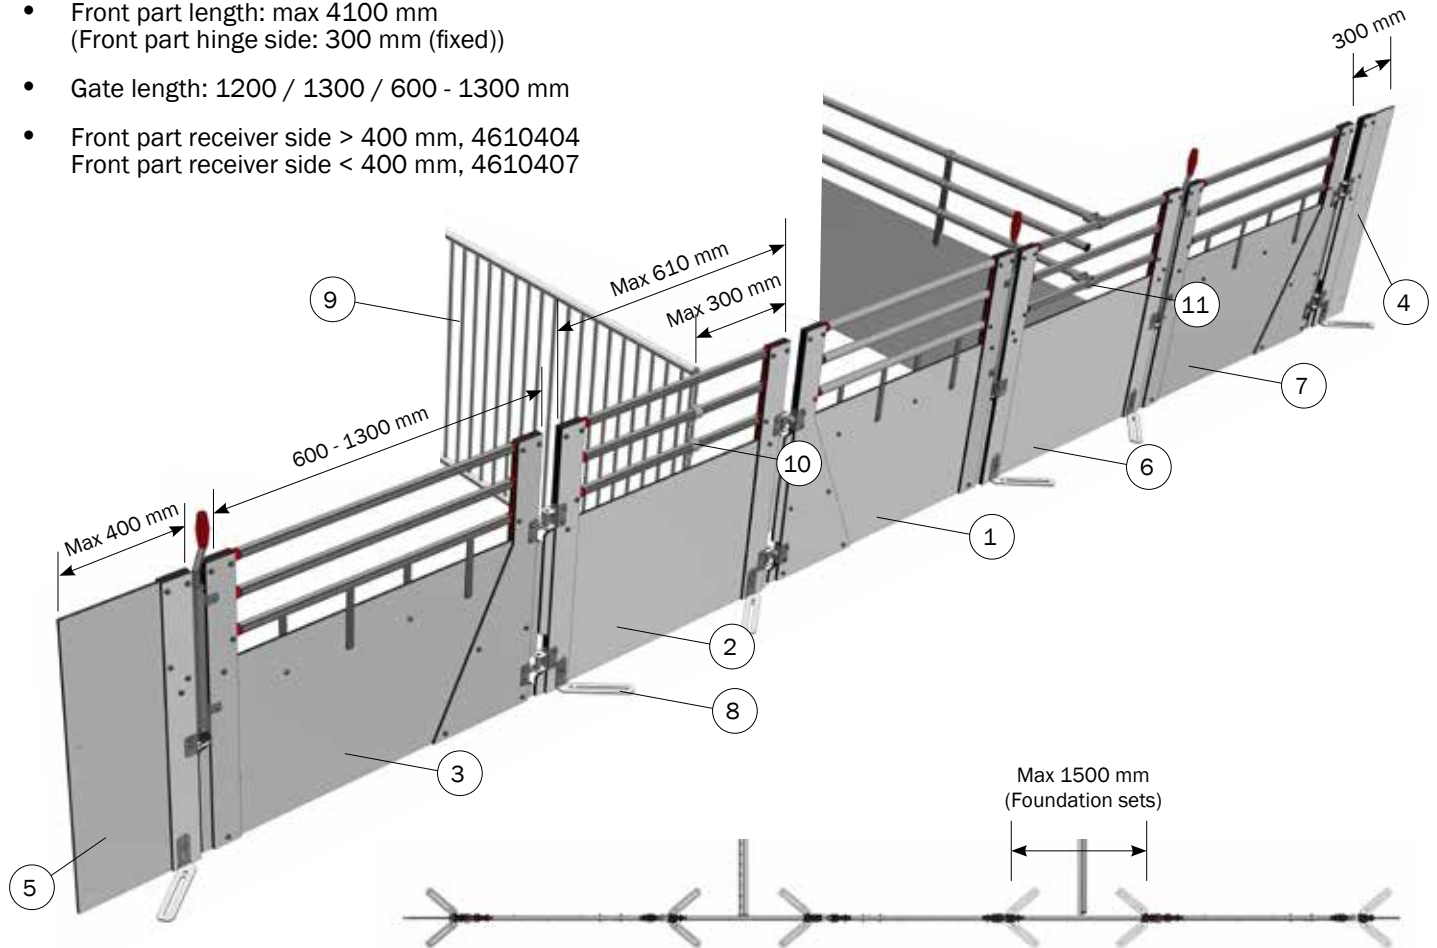 • Front part length: max 4100 mm
(Front part hinge side: 300 mm (fixed))
• Gate length: 1200 / 1300 / 600 - 1300 mm
• Front part receiver side > 400 mm, 4610404
Front part receiver side < 400 mm, 4610407
300 mm
Max 610 mm
Max 300 mm
9
11
4
600 - 1300 mm
7
10
6
Max 400 mm
1
2
8
3
Max 1500 mm
(Foundation sets)
5